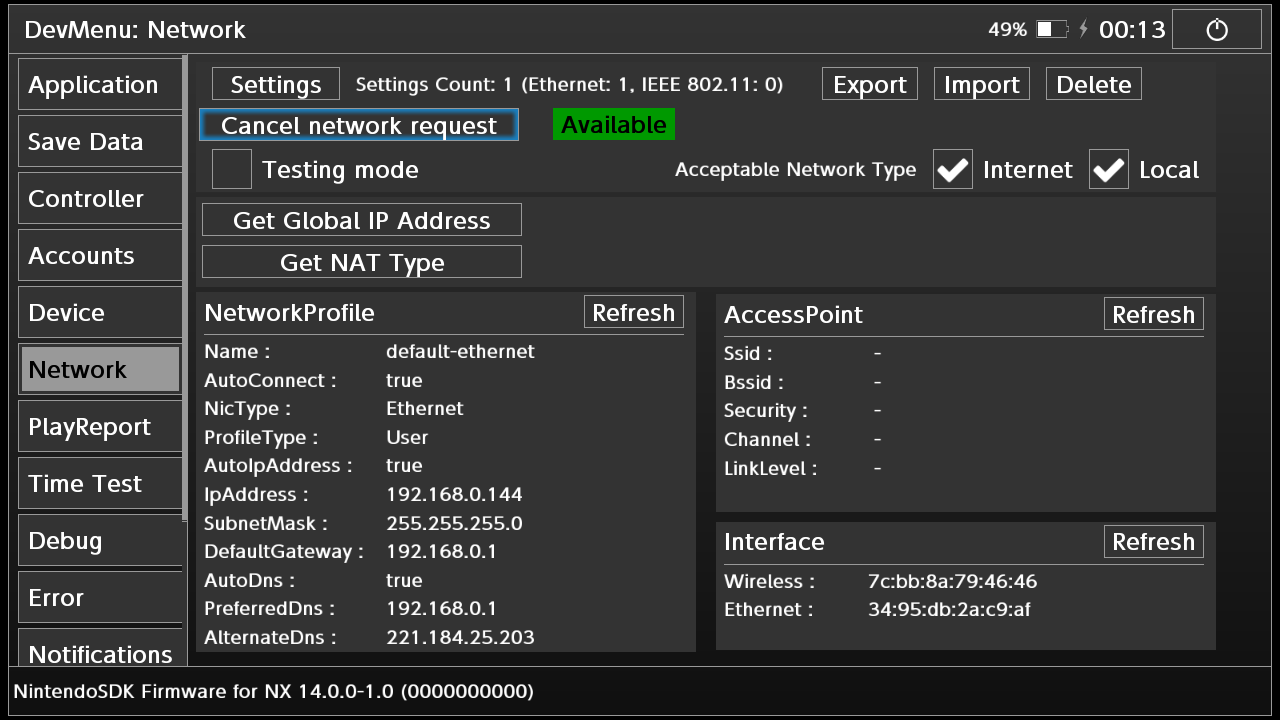 DevMenu: Network
49%
00:13
Application
Save Data
Controller
Accounts
Device
Network
PlayReport
Time Test
Debug
Error
Notifications
Settings Settings Count: 1 (Ethernet: 1, IEEE 802.11: 0) Export Import Delete
Cancel network request Available
Testing mode Acceptable Network Type Internet Local
Get Global IP Address
Get NAT Type
NetworkProfile Refresh
Name : default-ethernet
AutoConnect : true
NicType : Ethernet
ProfileType : User
AutoIpAddress : true
IpAddress : 192.168.0.144
SubnetMask : 255.255.255.0
DefaultGateway : 192.168.0.1
AutoDns : true
PreferredDns : 192.168.0.1
AlternateDns : 221.184.25.203
AccessPoint Refresh
Ssid : -
Bssid : -
Security : -
Channel : -
LinkLevel : -
Interface Refresh
Wireless : 7c:bb:8a:79:46:46
Ethernet : 34:95:db:2a:c9:af
NintendoSDK Firmware for NX 14.0.0-1.0 (0000000000)